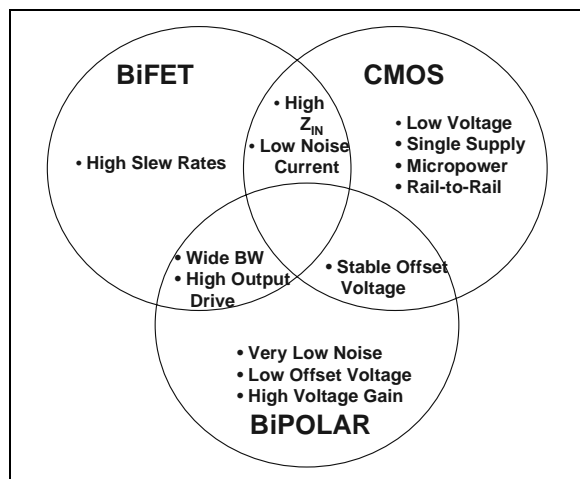 BiFET
CMOS
• High
Z_IN
• Low Noise
Current
• High Slew Rates
• Low Voltage
• Single Supply
• Micropower
• Rail-to-Rail
• Wide BW
• High Output
Drive
• Stable Offset
Voltage
• Very Low Noise
• Low Offset Voltage
• High Voltage Gain
BiPOLAR